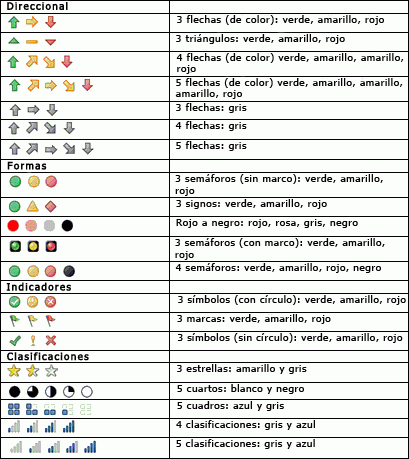 Direccional
3 flechas (de color): verde, amarillo, rojo
3 triángulos: verde, amarillo, rojo
4 flechas (de color) verde, amarillo, amarillo,
rojo
5 flechas (de color) verde, amarillo, amarillo,
amarillo, rojo
3 flechas: gris
4 flechas: gris
5 flechas: gris
Formas
3 semáforos (sin marco): verde, amarillo,
rojo
3 signos: verde, amarillo, rojo
Rojo a negro: rojo, rosa, gris, negro
3 semáforos (con marco): verde, amarillo,
rojo
4 semáforos: verde, amarillo, rojo, negro
Indicadores
3 símbolos (con círculo): verde, amarillo, rojo
3 marcas: verde, amarillo, rojo
3 símbolos (sin círculo): verde, amarillo, rojo
Clasificaciones
3 estrellas: amarillo y gris
5 cuartos: blanco y negro
5 cuadros: azul y gris
4 clasificaciones: gris y azul
5 clasificaciones: gris y azul